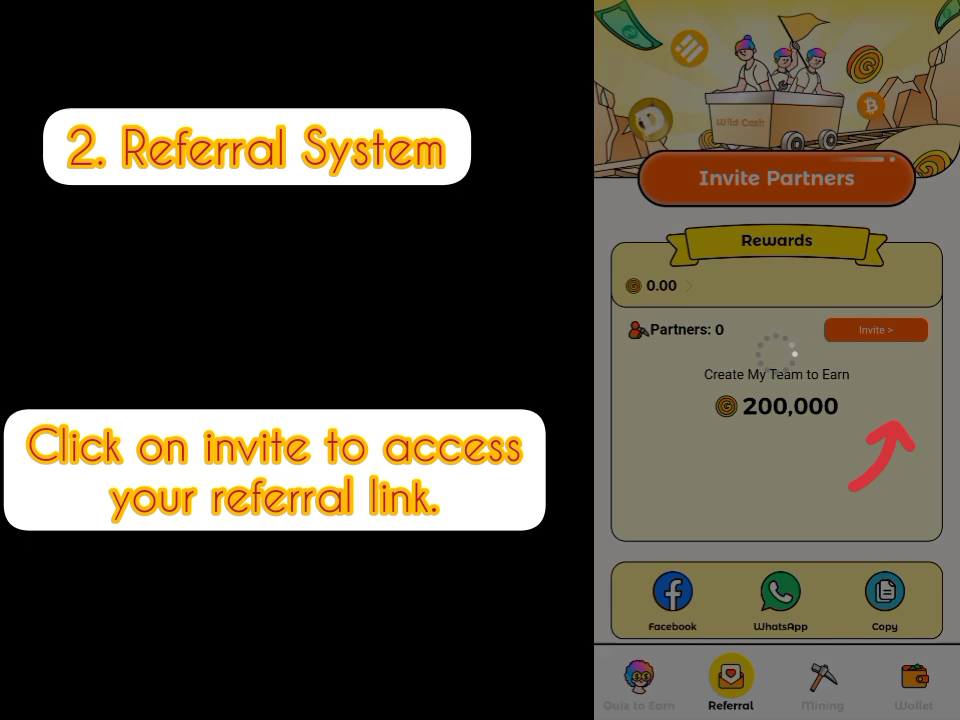 2. Referral System
Click on invite to access
your referral link.
Wild Cash
Invite Partners
Rewards
0.00
Partners: 0
Invite >
Create My Team to Earn
200,000
Facebook
WhatsApp
Copy
Quiz to Earn
Referral
Mining
Wallet